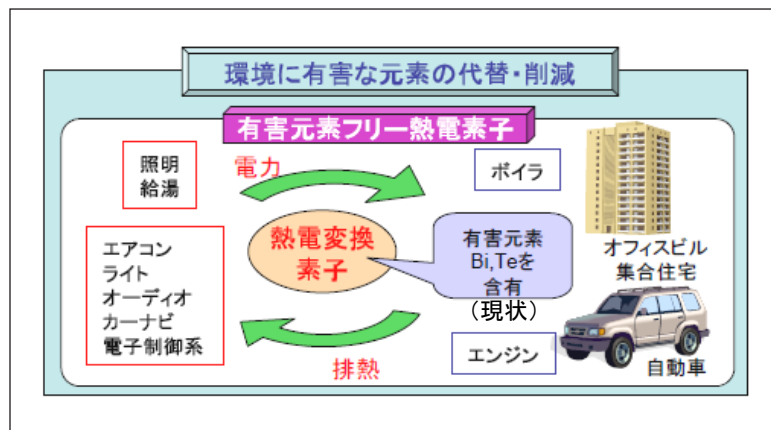 環境に有害な元素の代替・削減
有害元素フリー熱電素子
照明
給湯
電力
ボイラ
熱電変換
素子
有害元素
Bi,Teを
含有
（現状）
オフィスビル
集合住宅
エアコン
ライト
オーディオ
カーナビ
電子制御系
排熱
エンジン
自動車